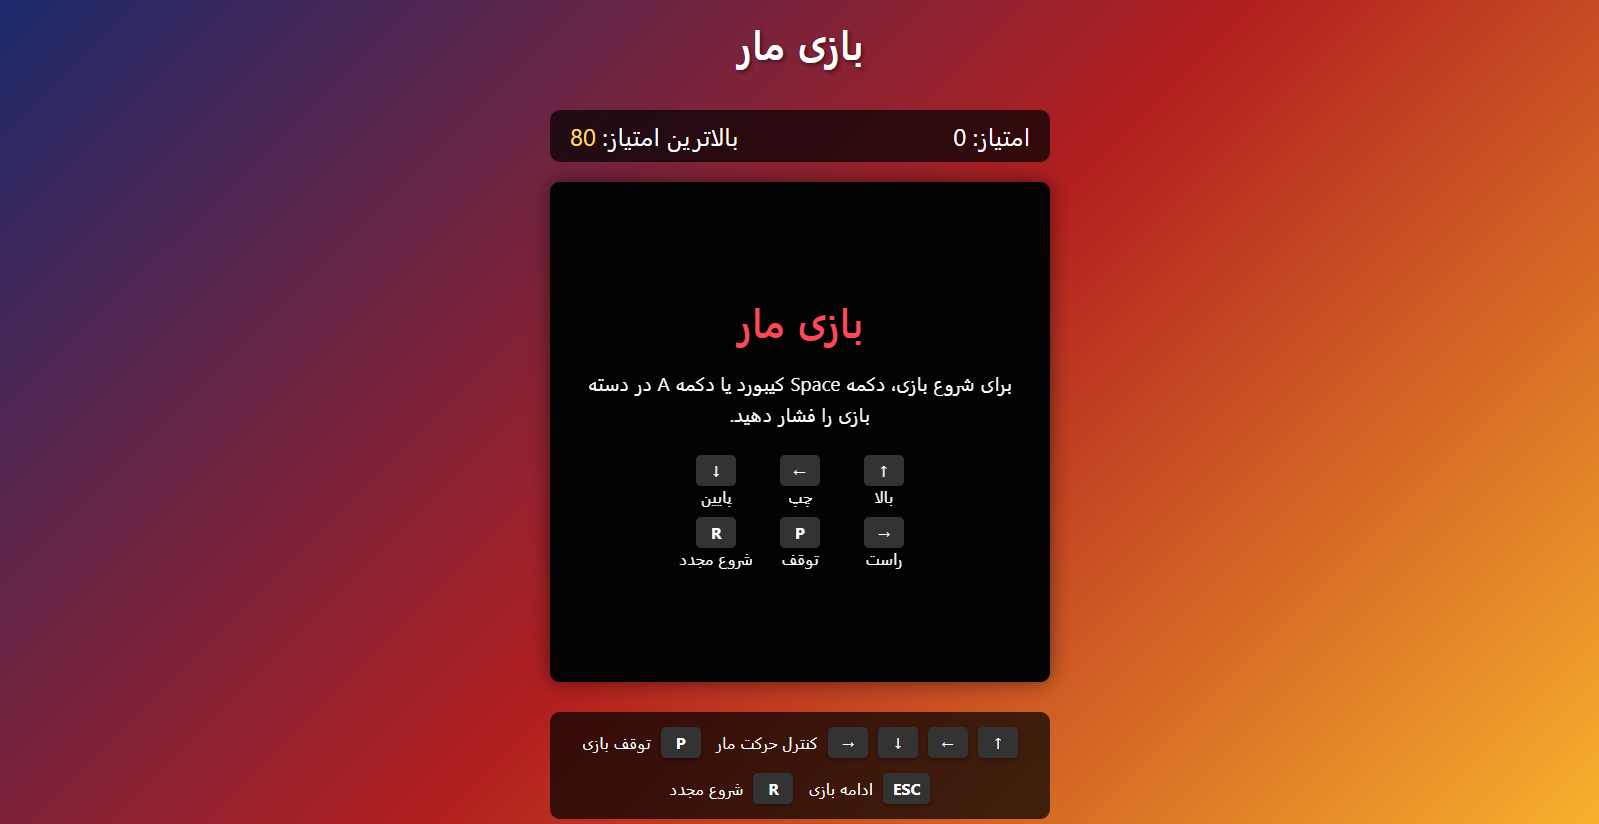 بازی مار
امتیاز: 0
بالاترین امتیاز: 80
بازی مار
برای شروع بازی، دکمه Space کیبورد یا دکمه A در دسته
بازی را فشار دهید.
↑ ← ↓
بالا چپ پایین
→ P R
راست توقف شروع مجدد
↑ ← ↓ → کنترل حرکت مار P توقف بازی
ESC ادامه بازی R شروع مجدد